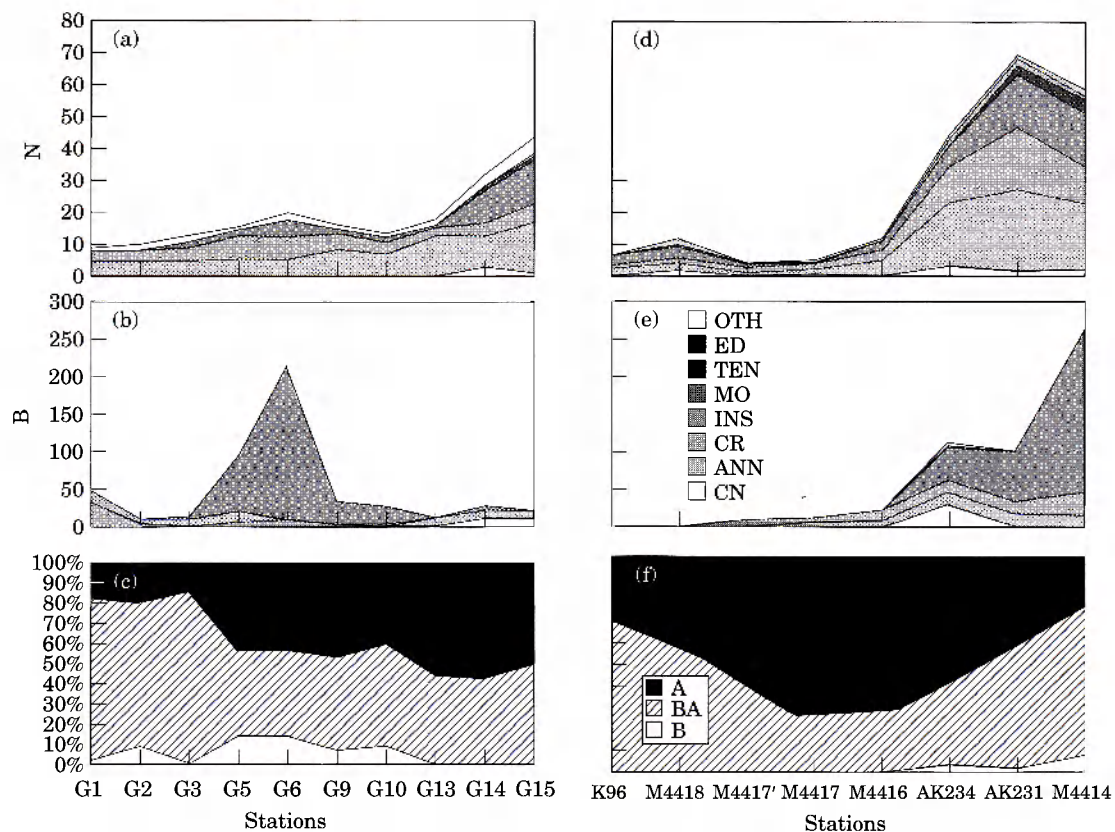 (a)
N
80
70
60
50
40
30
20
10
0
(d)
(b)
B
300
250
200
150
100
50
0
(e)
OTH
ED
TEN
MO
INS
CR
ANN
CN
(c)
100%
90%
80%
70%
60%
50%
40%
30%
20%
10%
0%
G1 G2 G3 G5 G6 G9 G10 G13 G14 G15
Stations
(f)
A
BA
B
K96 M4418 M4417' M4417 M4416 AK234 AK231 M4414
Stations